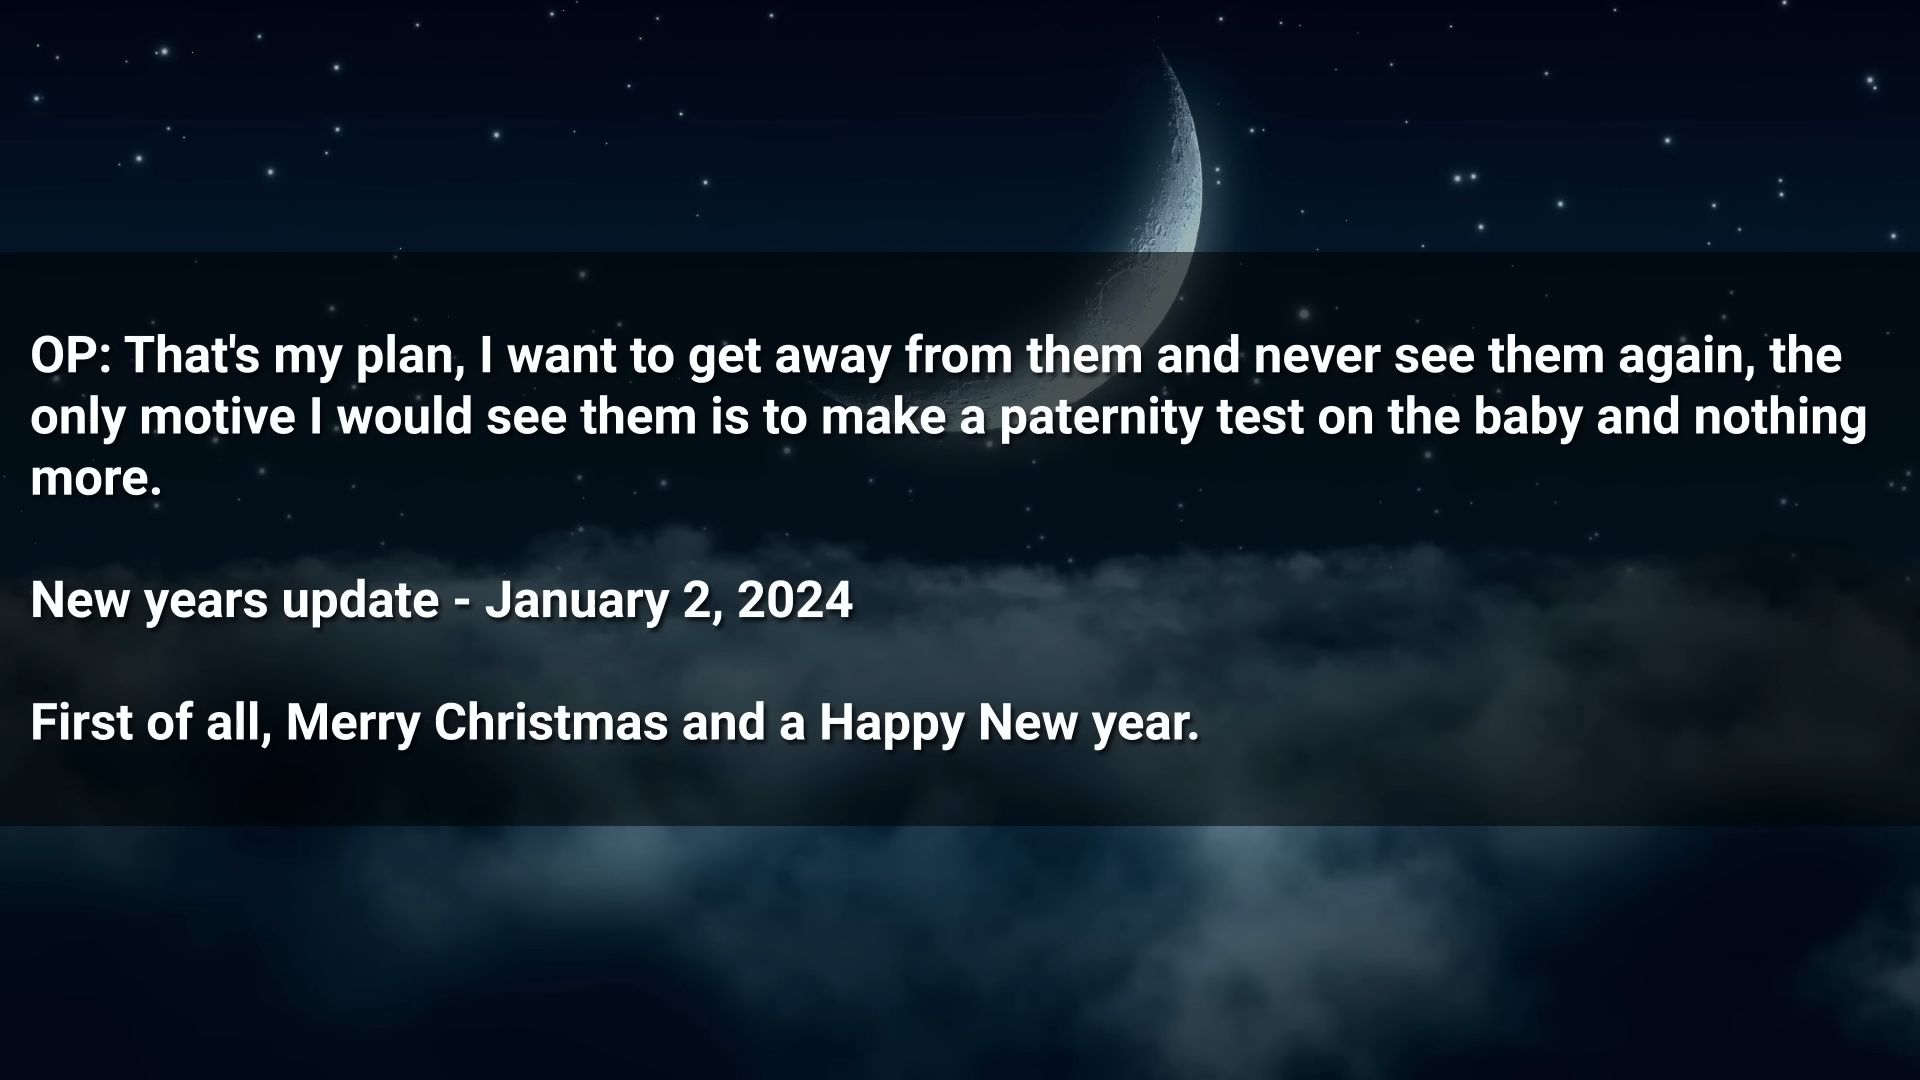 OP: That's my plan, I want to get away from them and never see them again, the
only motive I would see them is to make a paternity test on the baby and nothing
more.
New years update - January 2, 2024
First of all, Merry Christmas and a Happy New year.